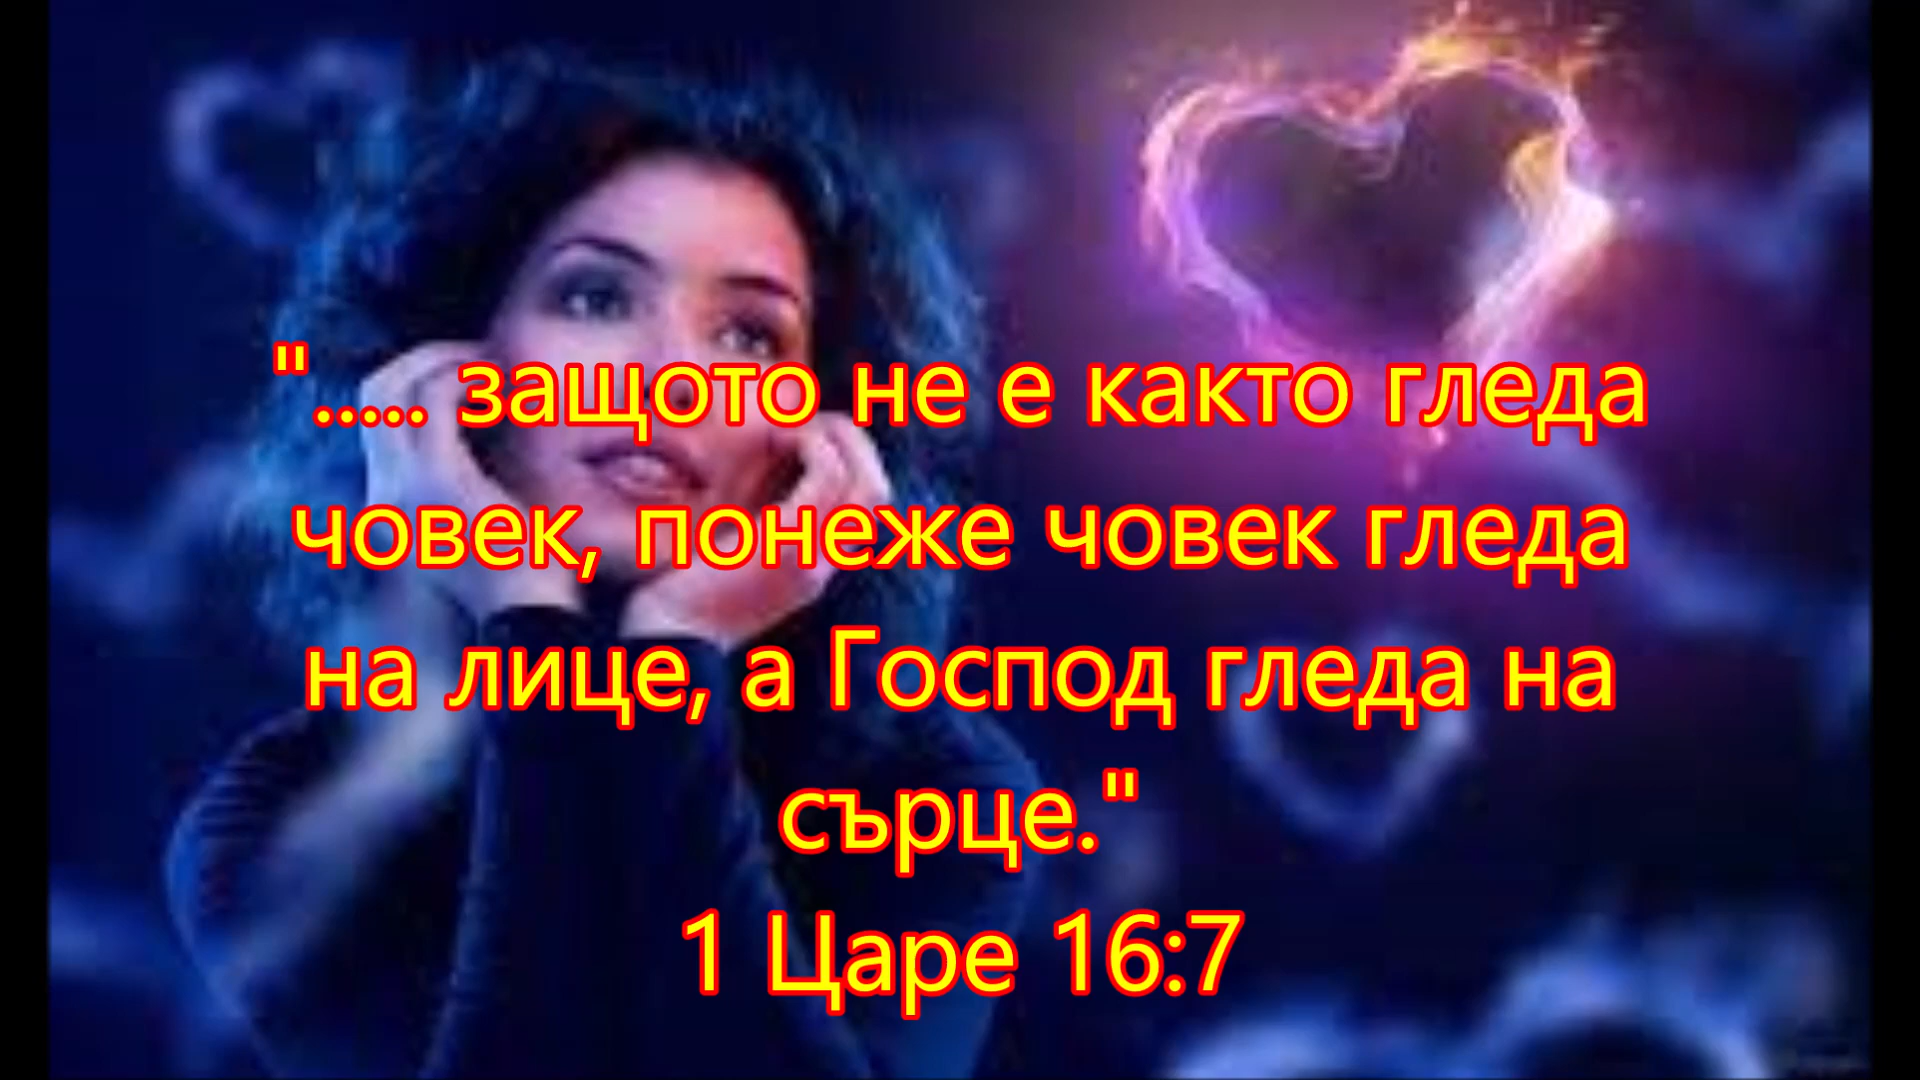 "..... защото не е както гледа
човек, понеже човек гледа
на лице, а Господ гледа на
сърце."
1 Царе 16:7